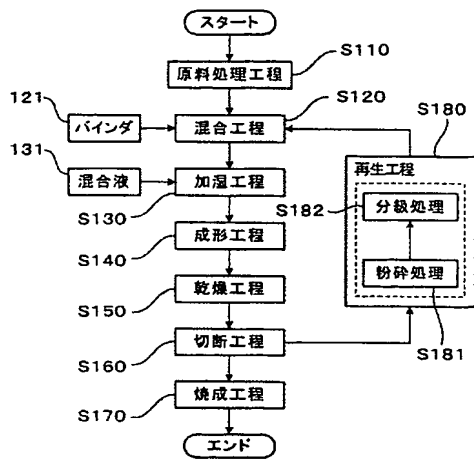 スタート
S110
原料処理工程
121
S120
バインダ
混合工程
S180
131
再生工程
混合液
加湿工程
S182
分級処理
S130
成形工程
S140
粉砕処理
乾燥工程
S150
S181
切断工程
S160
焼成工程
S170
エンド